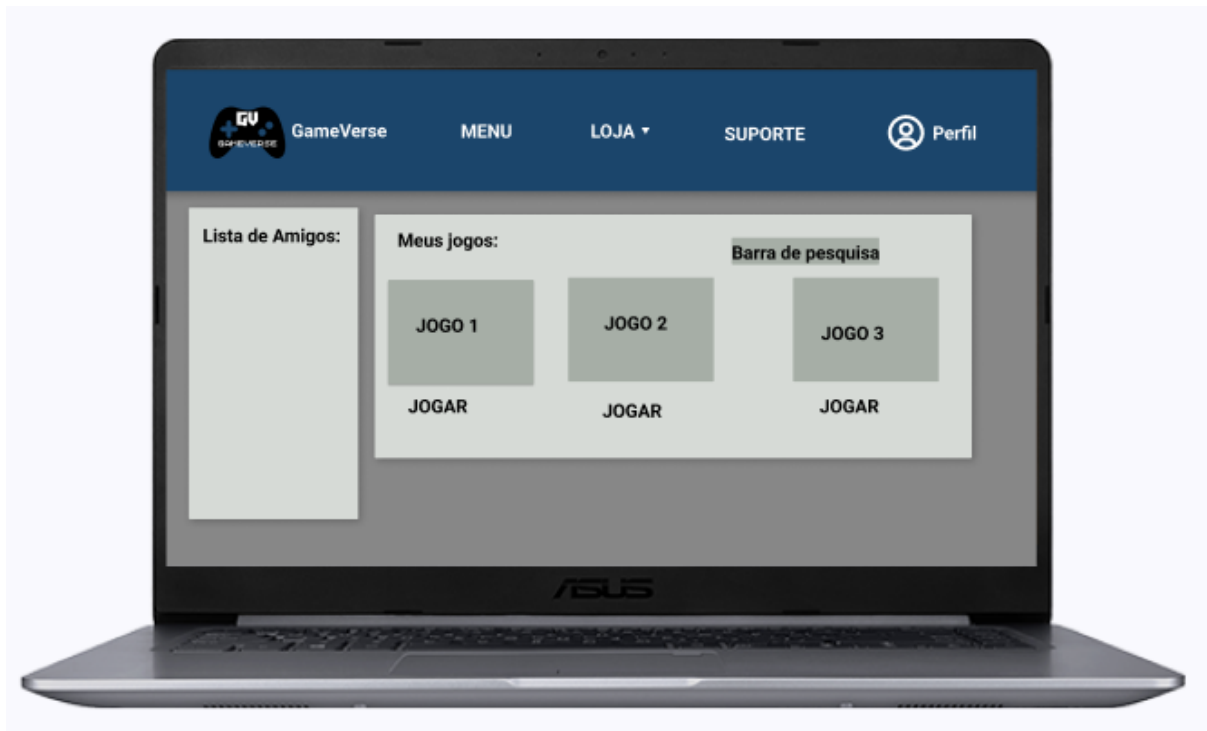 GV
GAMEVERSE
GameVerse
MENU
LOJA
SUPORTE
Perfil
Lista de Amigos:
Meus jogos:
Barra de pesquisa
JOGO 1
JOGO 2
JOGO 3
JOGAR
JOGAR
JOGAR
ASUS